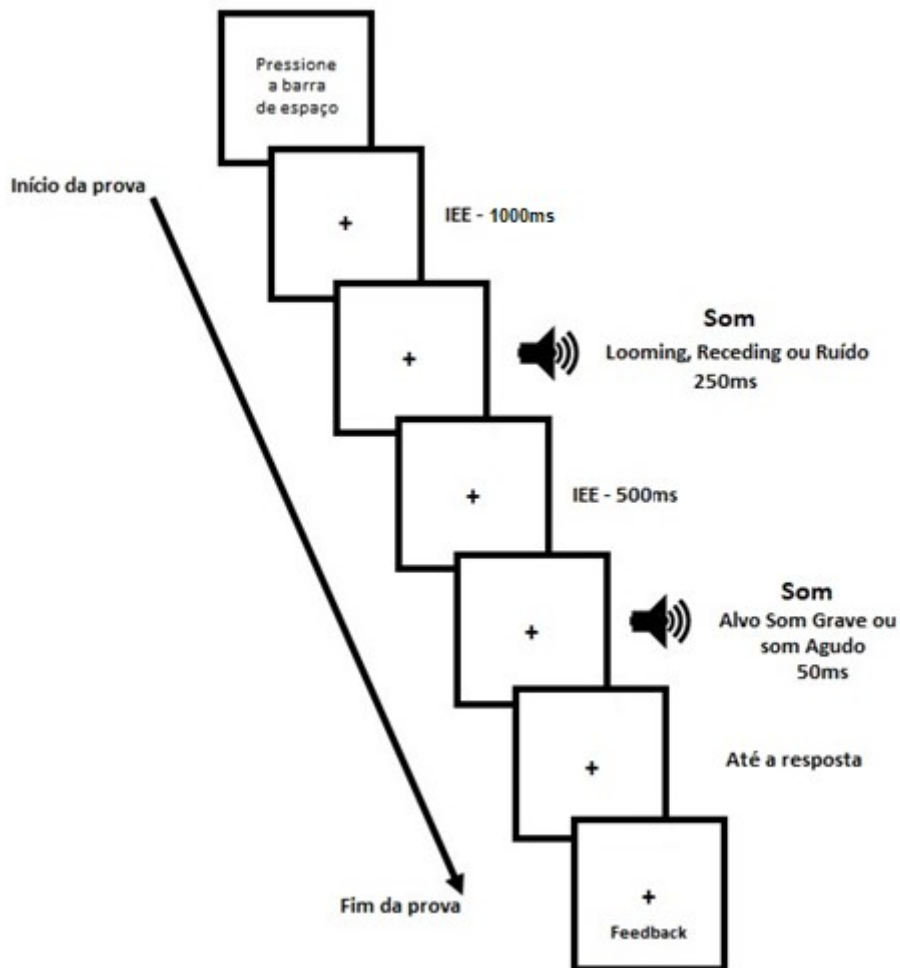 Pressione
a barra
de espaço
Início da prova
+
IEE - 1000ms
+
Som
Looming, Receding ou Ruído
250ms
+
IEE - 500ms
+
Som
Alvo Som Grave ou
som Agudo
50ms
+
Até a resposta
+
Feedback
Fim da prova